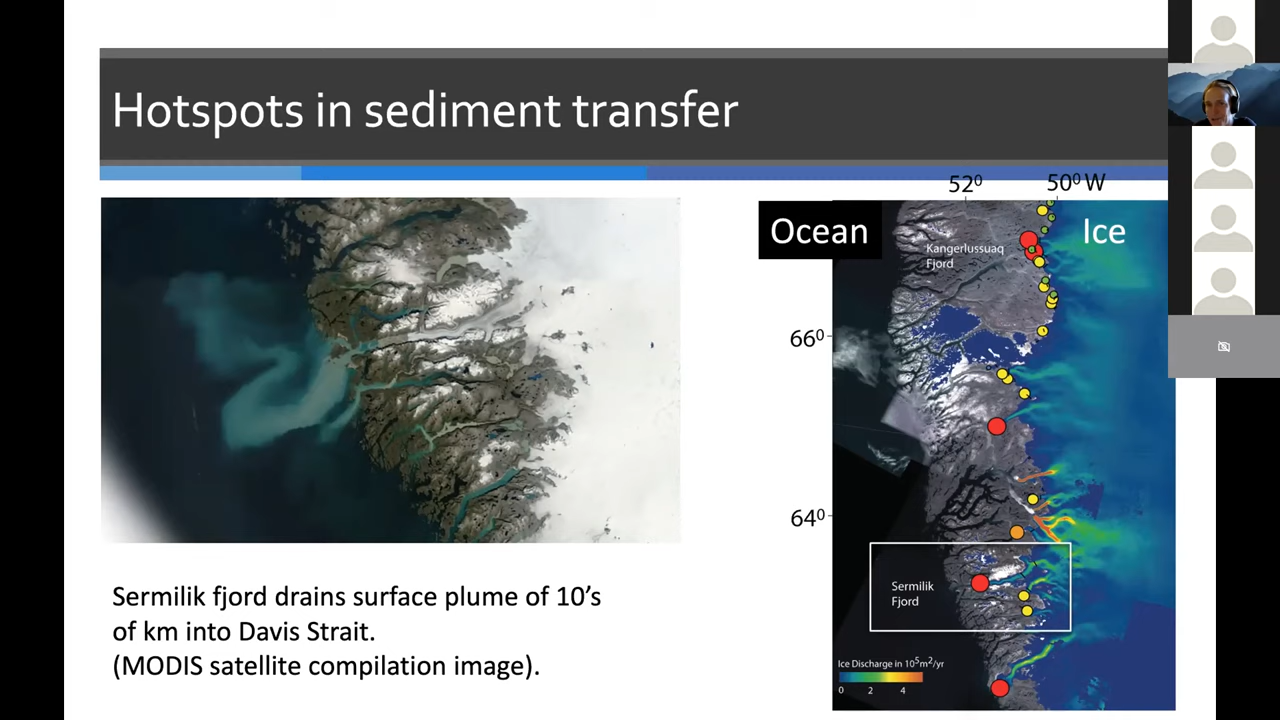 Hotspots in sediment transfer
52⁰ 50⁰ W
Ocean
Ice
Kangerlussuaq
Fjord
66⁰
64⁰
Sermilik
Fjord
Ice Discharge in 10⁵m²/yr
0 2 4
Sermilik fjord drains surface plume of 10’s
of km into Davis Strait.
(MODIS satellite compilation image).